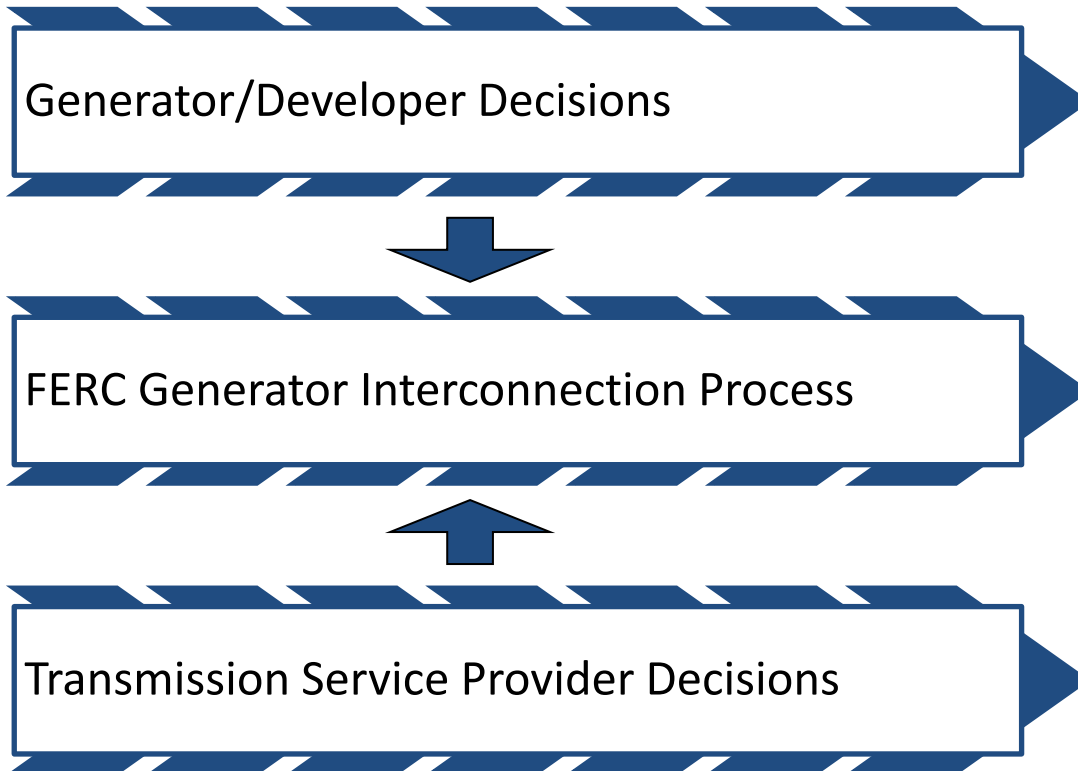 Generator/Developer Decisions
FERC Generator Interconnection Process
Transmission Service Provider Decisions